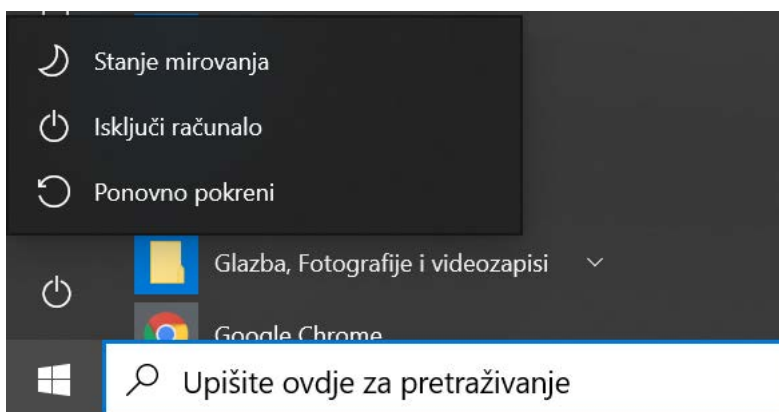 Stanje mirovanja
Isključi računalo
Ponovno pokreni
Glazba, Fotografije i videozapisi
Google Chrome
Upišite ovdje za pretraživanje